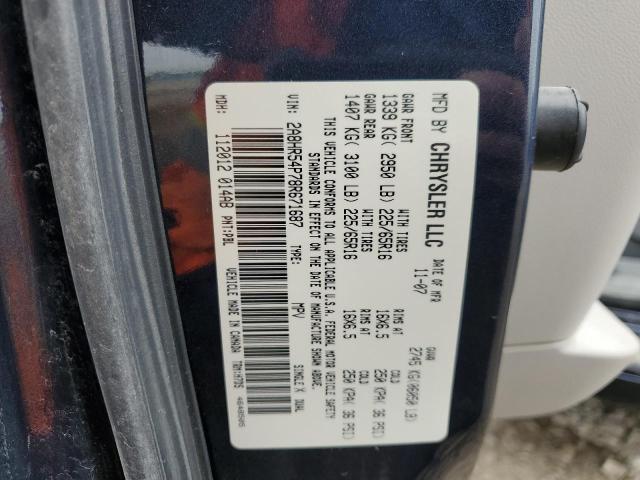 MFD BY CHRYSLER LLC DATE OF MFR 11-07 GVWR 2745 KG(06050 LB)
GAWR FRONT WITH TIRES RIMS AT COLD
1339 KG( 2950 LB) 225/65R16 16X6.5 250 KPA( 36 PSI)
GAWR REAR WITH TIRES RIMS AT COLD
1407 KG( 3100 LB) 225/65R16 16X6.5 250 KPA( 36 PSI)
THIS VEHICLE CONFORMS TO ALL APPLICABLE U.S.A. FEDERAL MOTOR VEHICLE SAFETY
STANDARDS IN EFFECT ON THE DATE OF MANUFACTURE SHOWN ABOVE.
VIN: 2A8HR54P78R671687 TYPE: MPV SINGLE X DUAL
MDH: 112012 014AB PNT:PBL VEHICLE MADE IN CANADA